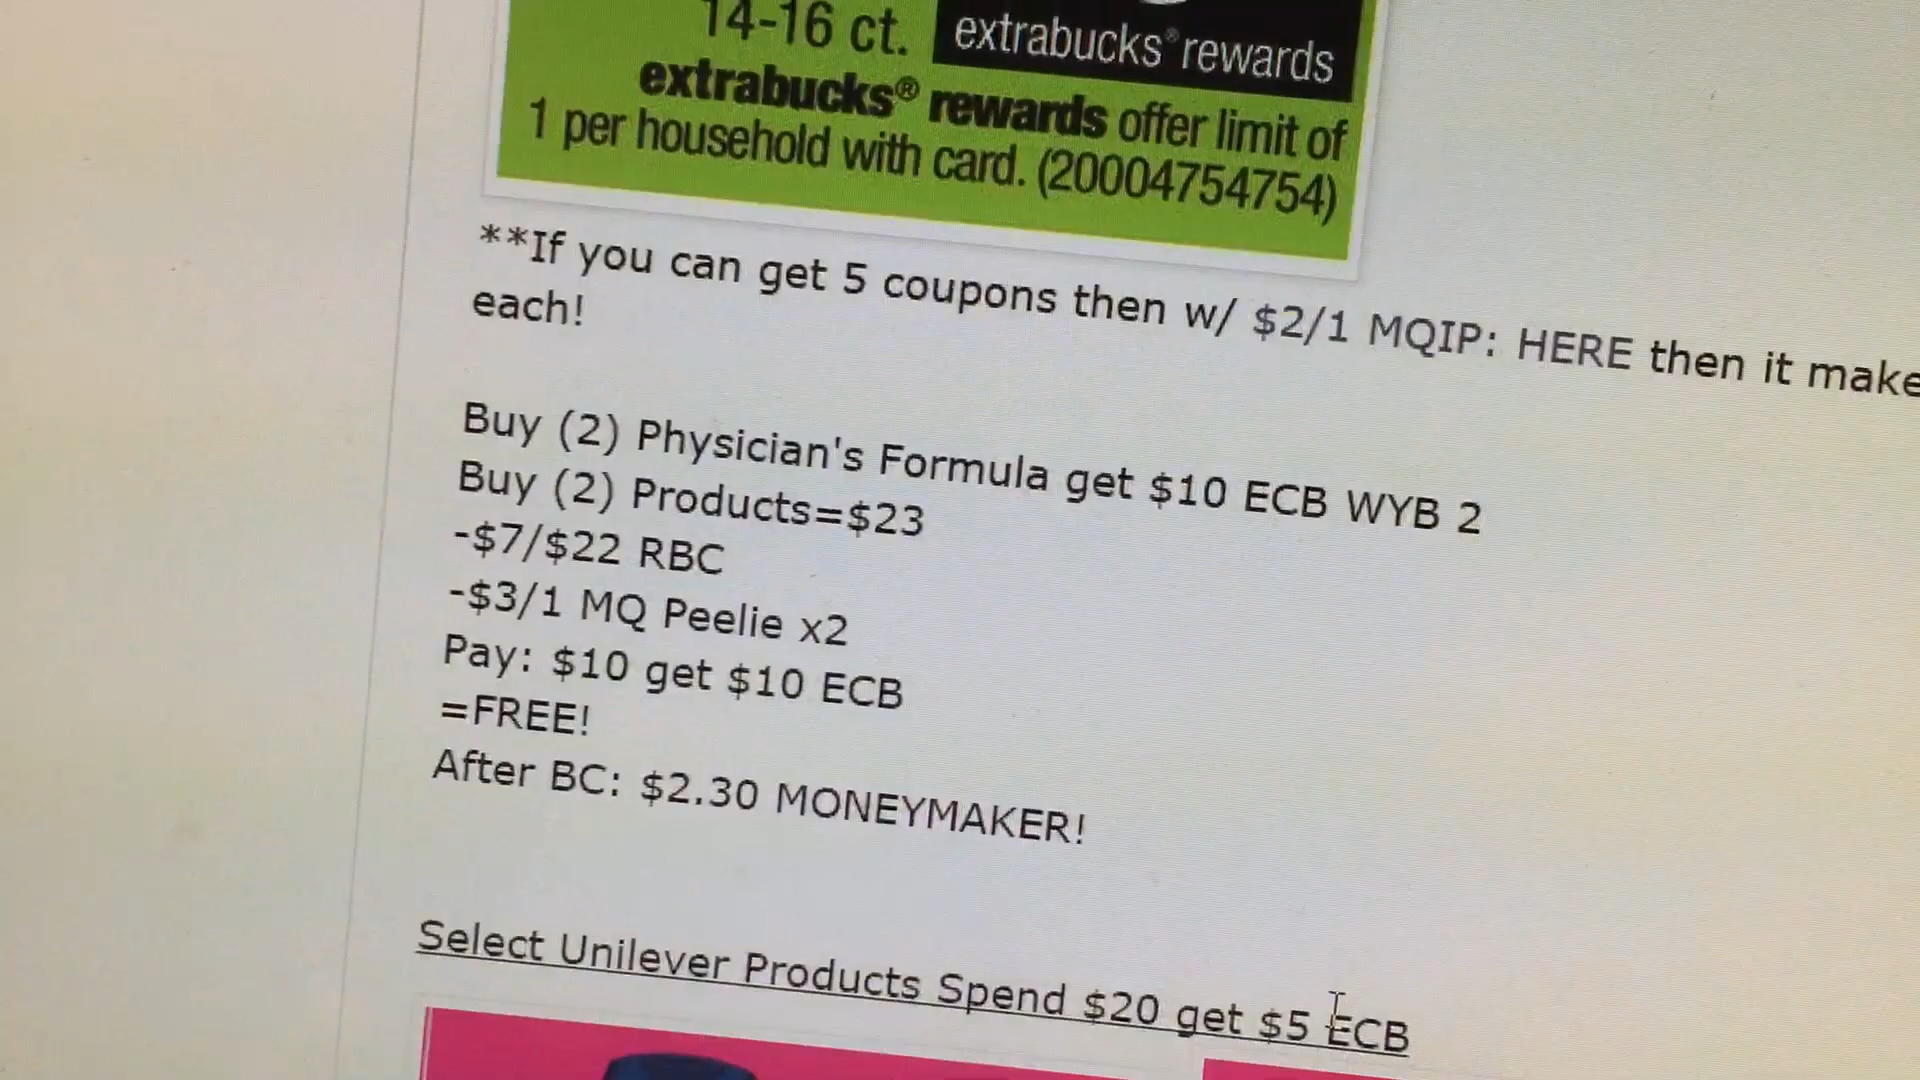 14-16 ct.
extrabucks® rewards
extrabucks® rewards offer limit of
1 per household with card. (20004754754)
**If you can get 5 coupons then w/ $2/1 MQIP: HERE then it make
each!
Buy (2) Physician's Formula get $10 ECB WYB 2
Buy (2) Products=$23
-$7/$22 RBC
-$3/1 MQ Peelie x2
Pay: $10 get $10 ECB
=FREE!
After BC: $2.30 MONEYMAKER!
Select Unilever Products Spend $20 get $5 ECB